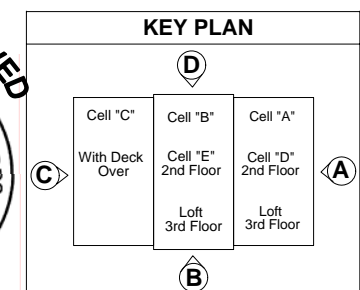 KEY PLAN
D
Cell "C"
With Deck
Over
Cell "B"
Cell "E"
2nd Floor
Loft
3rd Floor
Cell "A"
Cell "D"
2nd Floor
Loft
3rd Floor
C
A
B